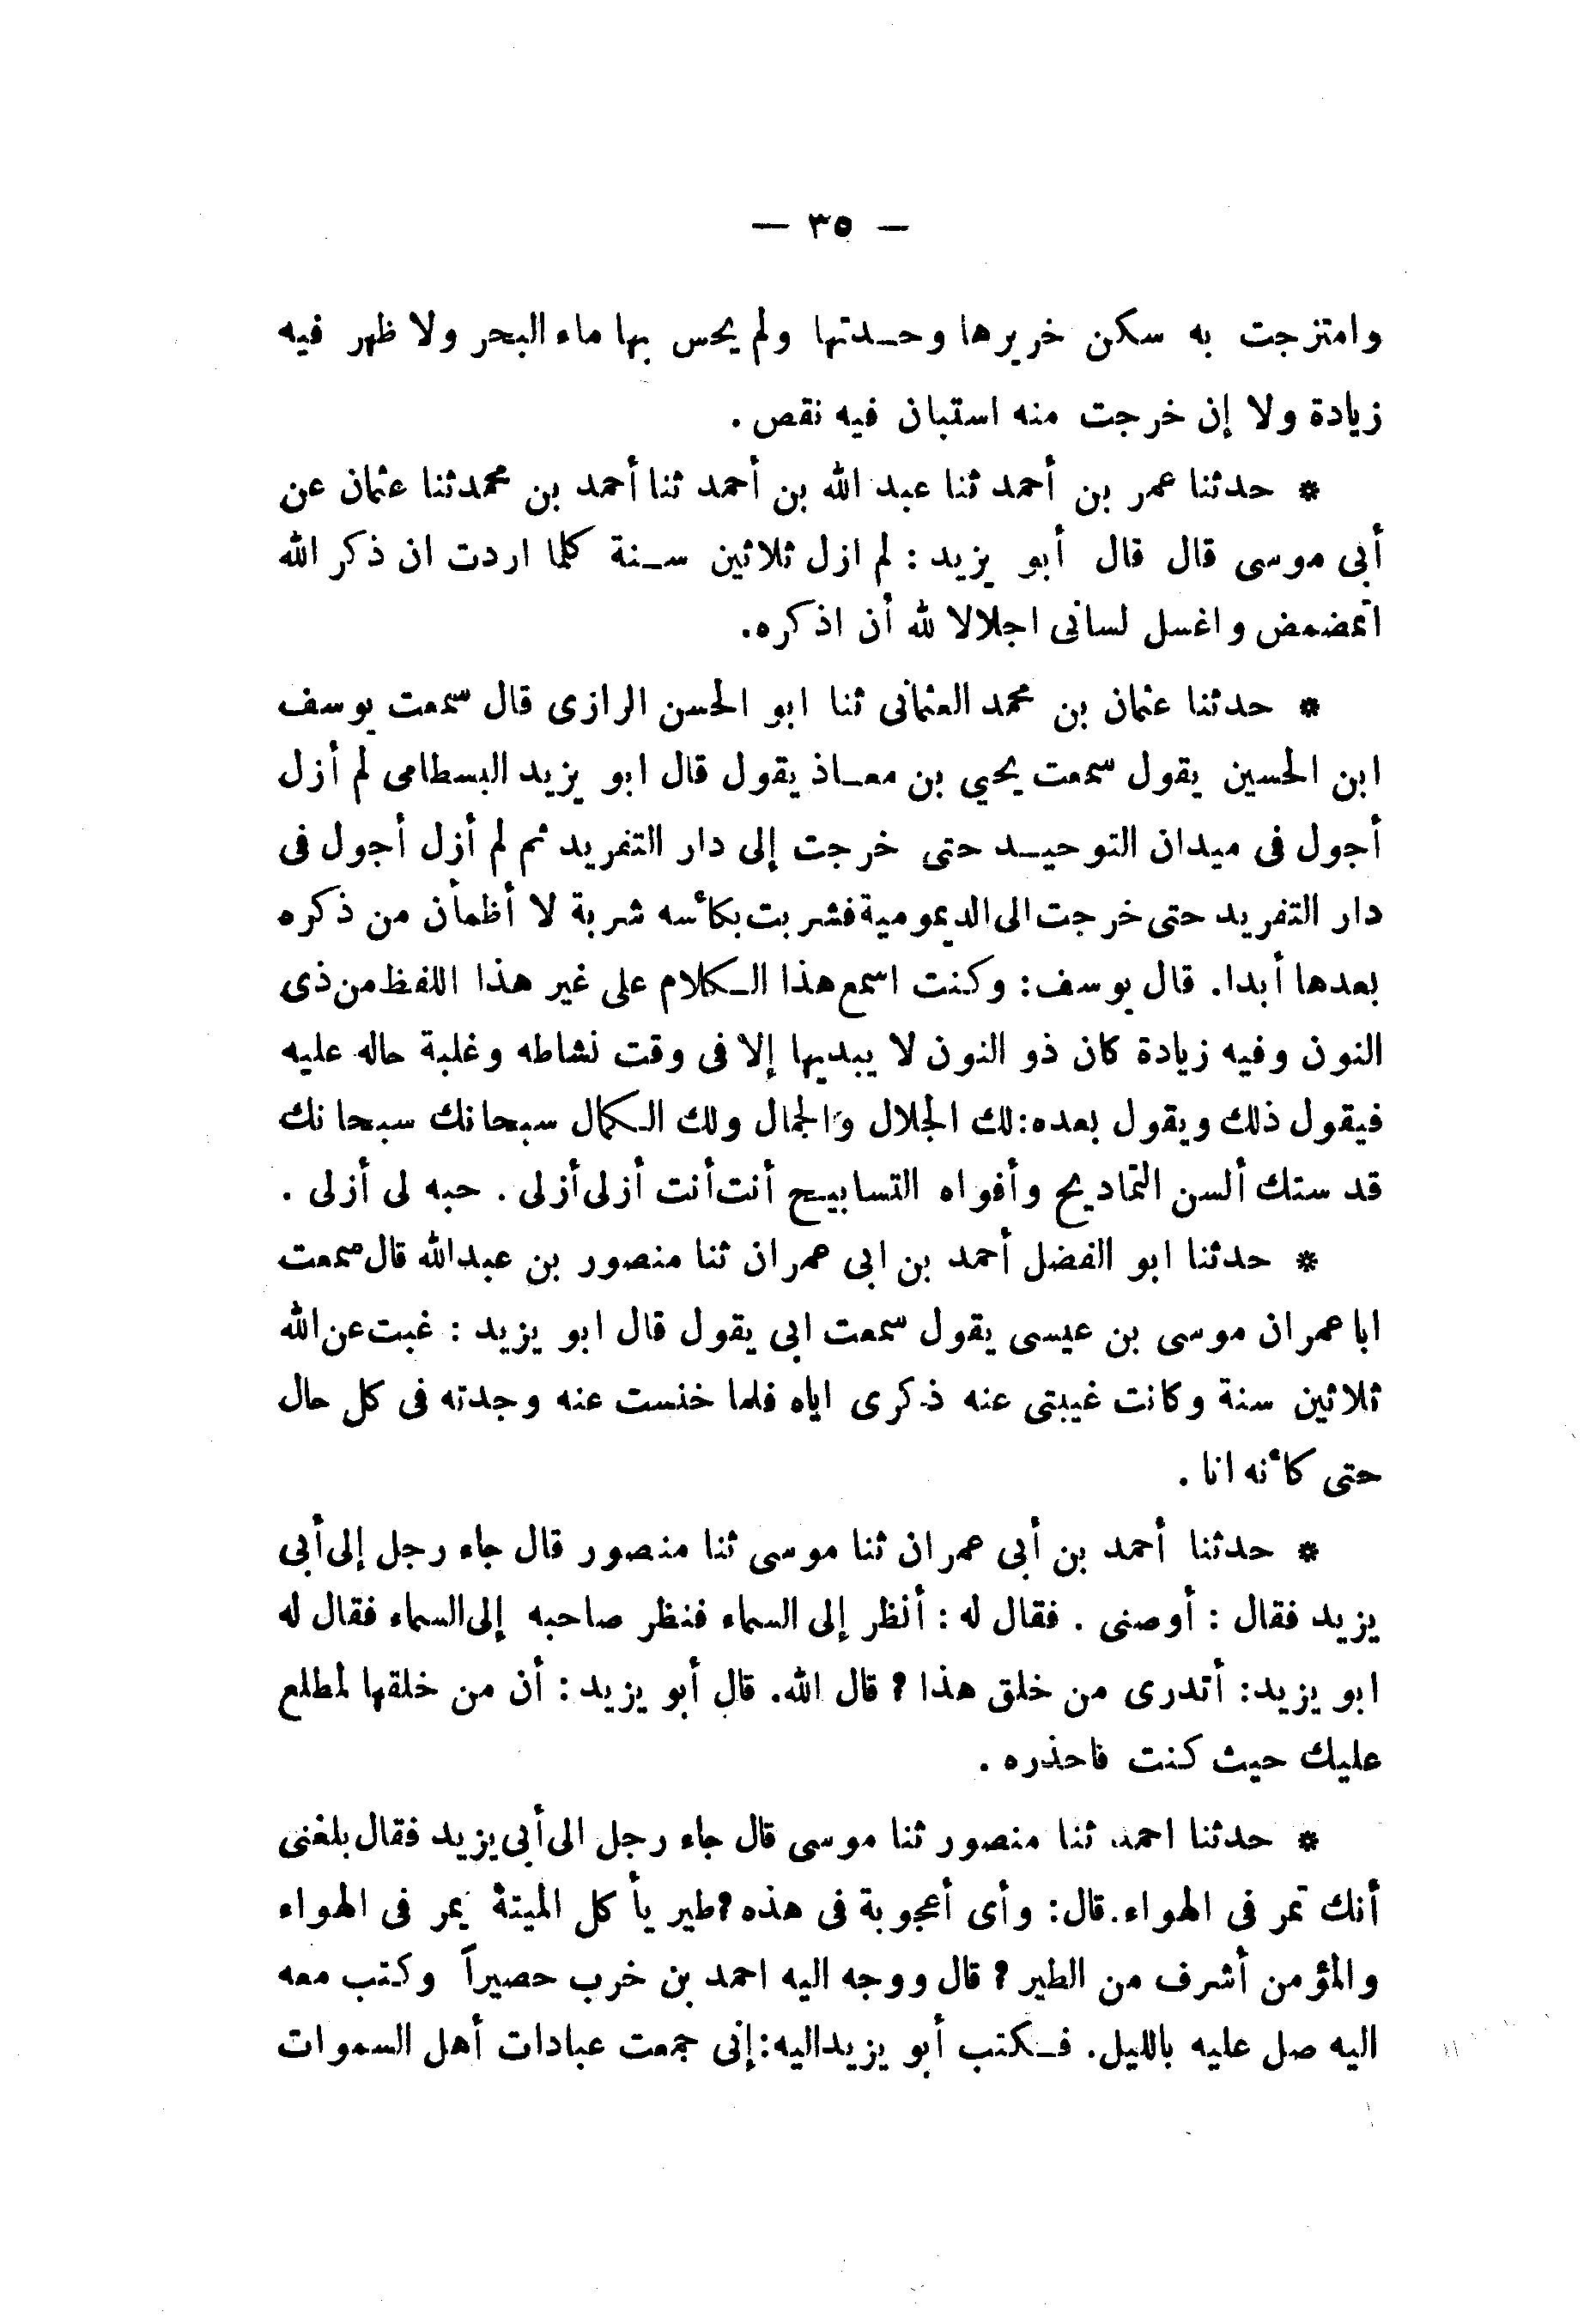 — ٣٥ —
وامتزجت به سكن خريرها وحـدتها ولم يحس بها ماء البحر ولا ظهر فيه
زيادة ولا إن خرجت منه استبان فيه نقص .
* حدثنا عمر بن أحمد ثنا عبد الله بن أحمد ثنا أحمد بن محمد ثنا عثمان عن
أبى موسى قال قال أبو يزيد : لم ازل ثلاثين سـنة كلما اردت ان ذكر الله
اتمضمض واغسل لسانى اجلالا لله أن اذكره.
* حدثنا عثمان بن محمد العثمانى ثنا ابو الحسن الرازى قال سمعت يوسف
ابن الحسين يقول سمعت يحيي بن معـاذ يقول قال ابو يزيد البسطامى لم أزل
أجول فى ميدان التوحيـد حتى خرجت إلى دار التفريد ثم لم أزل أجول فى
دار التفريد حتى خرجت الى الديمومية فشربت بكأسه شربة لا أظمأن من ذكره
بعدها أبدا. قال يوسف: وكنت اسمع هذا الـكلام على غير هذا اللفظ من ذى
النون وفيه زيادة كان ذو النون لا يبديها إلا فى وقت نشاطه وغلبة حاله عليه
فيقول ذلك ويقول بعده: لك الجلال والجمال ولك الـكمال سبحانك سبحانك
قد ستك ألسن التماديح وأفواه التسابيـح أنت أنت أزلى أزلى . حبه لى أزلى .
* حدثنا ابو الفضل أحمد بن ابى عمران ثنا منصور بن عبدالله قال سمعت
ابا عمران موسى بن عيسى يقول سمعت ابى يقول قال ابو يزيد : غبت عن الله
ثلاثين سنة وكانت غيبتى عنه ذكرى اياه فلما خنست عنه وجدته فى كل حال
حتى كأنه انا .
* حدثنا أحمد بن أبى عمران ثنا موسى ثنا منصور قال جاء رجل إلى أبى
يزيد فقال : أوصنى . فقال له : أنظر إلى السماء فنظر صاحبه إلى السماء فقال له
ابو يزيد: أتدرى من خلق هذا ؟ قال الله. قال أبو يزيد : أن من خلقها لمطلع
عليك حيث كنت فاحذره .
* حدثنا احمد ثنا منصور ثنا موسى قال جاء رجل الى أبى يزيد فقال بلغنى
أنك تمر فى الهواء. قال: وأى أعجوبة فى هذه ؟ طير يأكل الميتة يمر فى الهواء
والمؤمن أشرف من الطير ؟ قال ووجه اليه احمد بن خرب حصيراً وكتب معه
اليه صل عليه بالليل. فـكتب أبو يزيد اليه: إنى جمعت عبادات أهل السموات